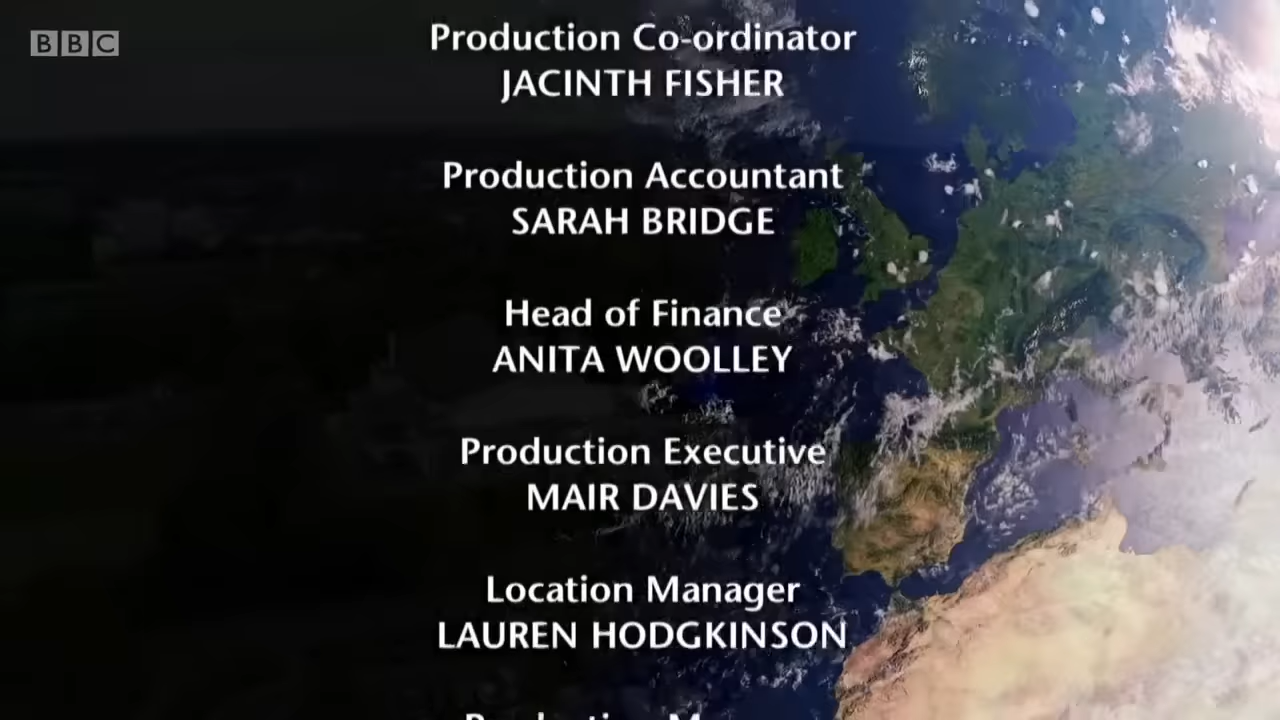 BBC
Production Co-ordinator
JACINTH FISHER
Production Accountant
SARAH BRIDGE
Head of Finance
ANITA WOOLLEY
Production Executive
MAIR DAVIES
Location Manager
LAUREN HODGKINSON